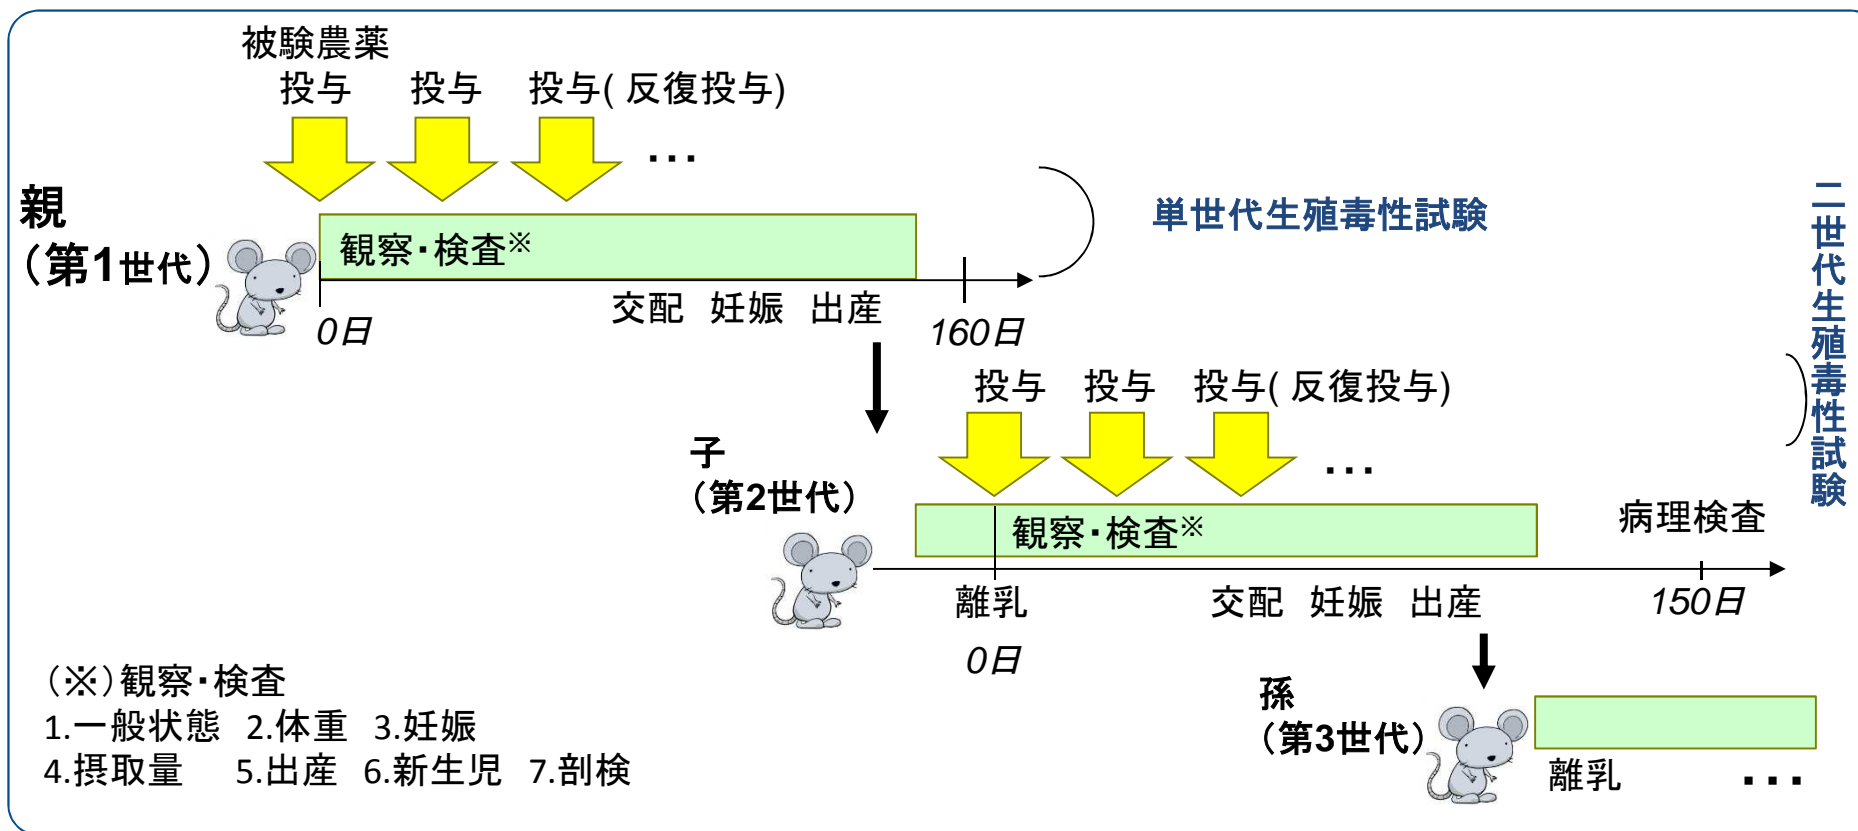 被験農薬
投与 投与 投与( 反復投与)
・・・
親
（第1世代）
観察・検査※
単世代生殖毒性試験
二世代生殖毒性試験
交配 妊娠 出産
0日
160日
投与 投与 投与( 反復投与)
・・・
子
（第2世代）
観察・検査※
病理検査
離乳
交配 妊娠 出産
150日
0日
孫
（第3世代）
離乳
・・・
(※)観察・検査
1.一般状態 2.体重 3.妊娠
4.摂取量 5.出産 6.新生児 7.剖検